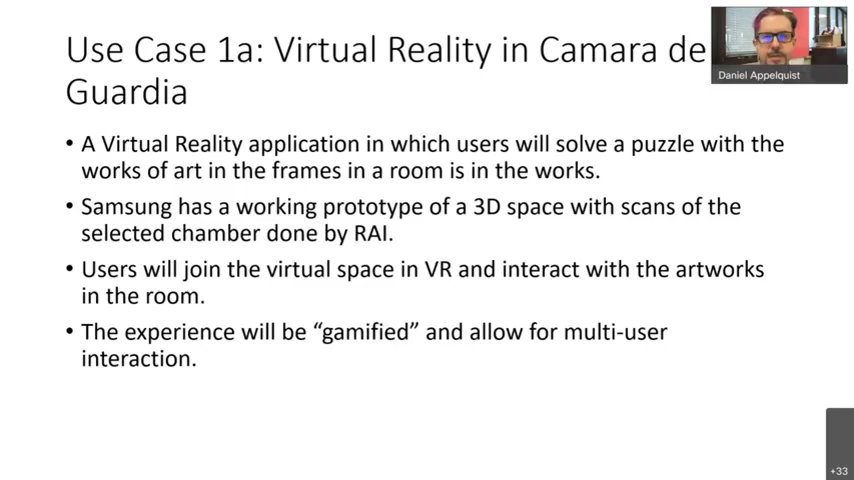 Use Case 1a: Virtual Reality in Camara de
Guardia
Daniel Appelquist
• A Virtual Reality application in which users will solve a puzzle with the
works of art in the frames in a room is in the works.
• Samsung has a working prototype of a 3D space with scans of the
selected chamber done by RAI.
• Users will join the virtual space in VR and interact with the artworks
in the room.
• The experience will be “gamified” and allow for multi-user
interaction.
+33